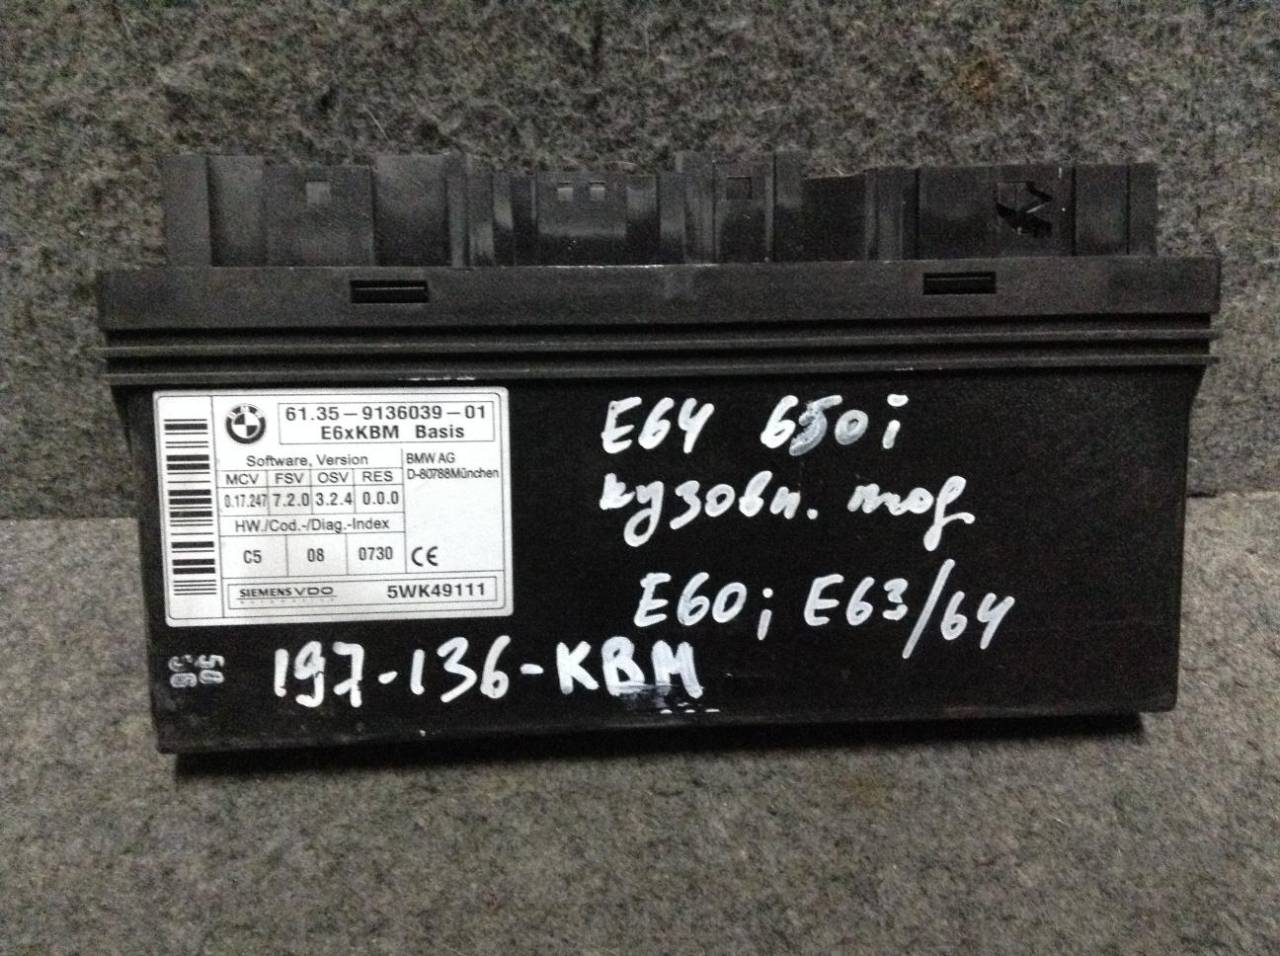 BMW
61.35-9136039-01
E6xKBM Basis
Software, Version
MCV FSV OSV RES
0.17.247 7.2.0 3.2.4 0.0.0
HW./Cod.-/Diag.-Index
C5 08 0730
BMW AG
D-80788München
CE
SIEMENS VDO
5WK49111
E64 650i
кузовн. мод
E60; E63/64
197-136-KBM